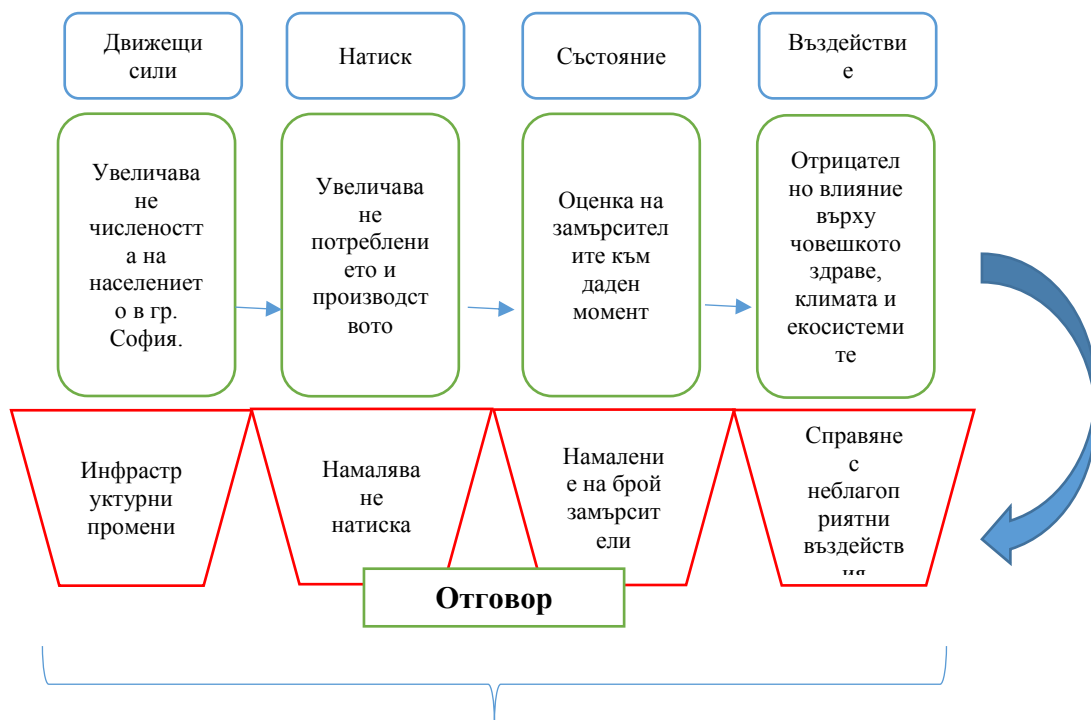 Движещи
сили
Натиск
Състояние
Въздействи
е
Увеличава
не
численостт
а на
населениет
о в гр.
София.
Увеличава
не
потреблени
ето и
производст
вото
Оценка на
замърсител
ите към
даден
момент
Отрицател
но влияние
върху
човешкото
здраве,
климата и
екосистеми
те
Инфрастр
уктурни
промени
Намалява
не
натиска
Намалени
е на брой
замърсит
ели
Справяне
с
неблагоп
риятни
въздейств
ия
Отговор